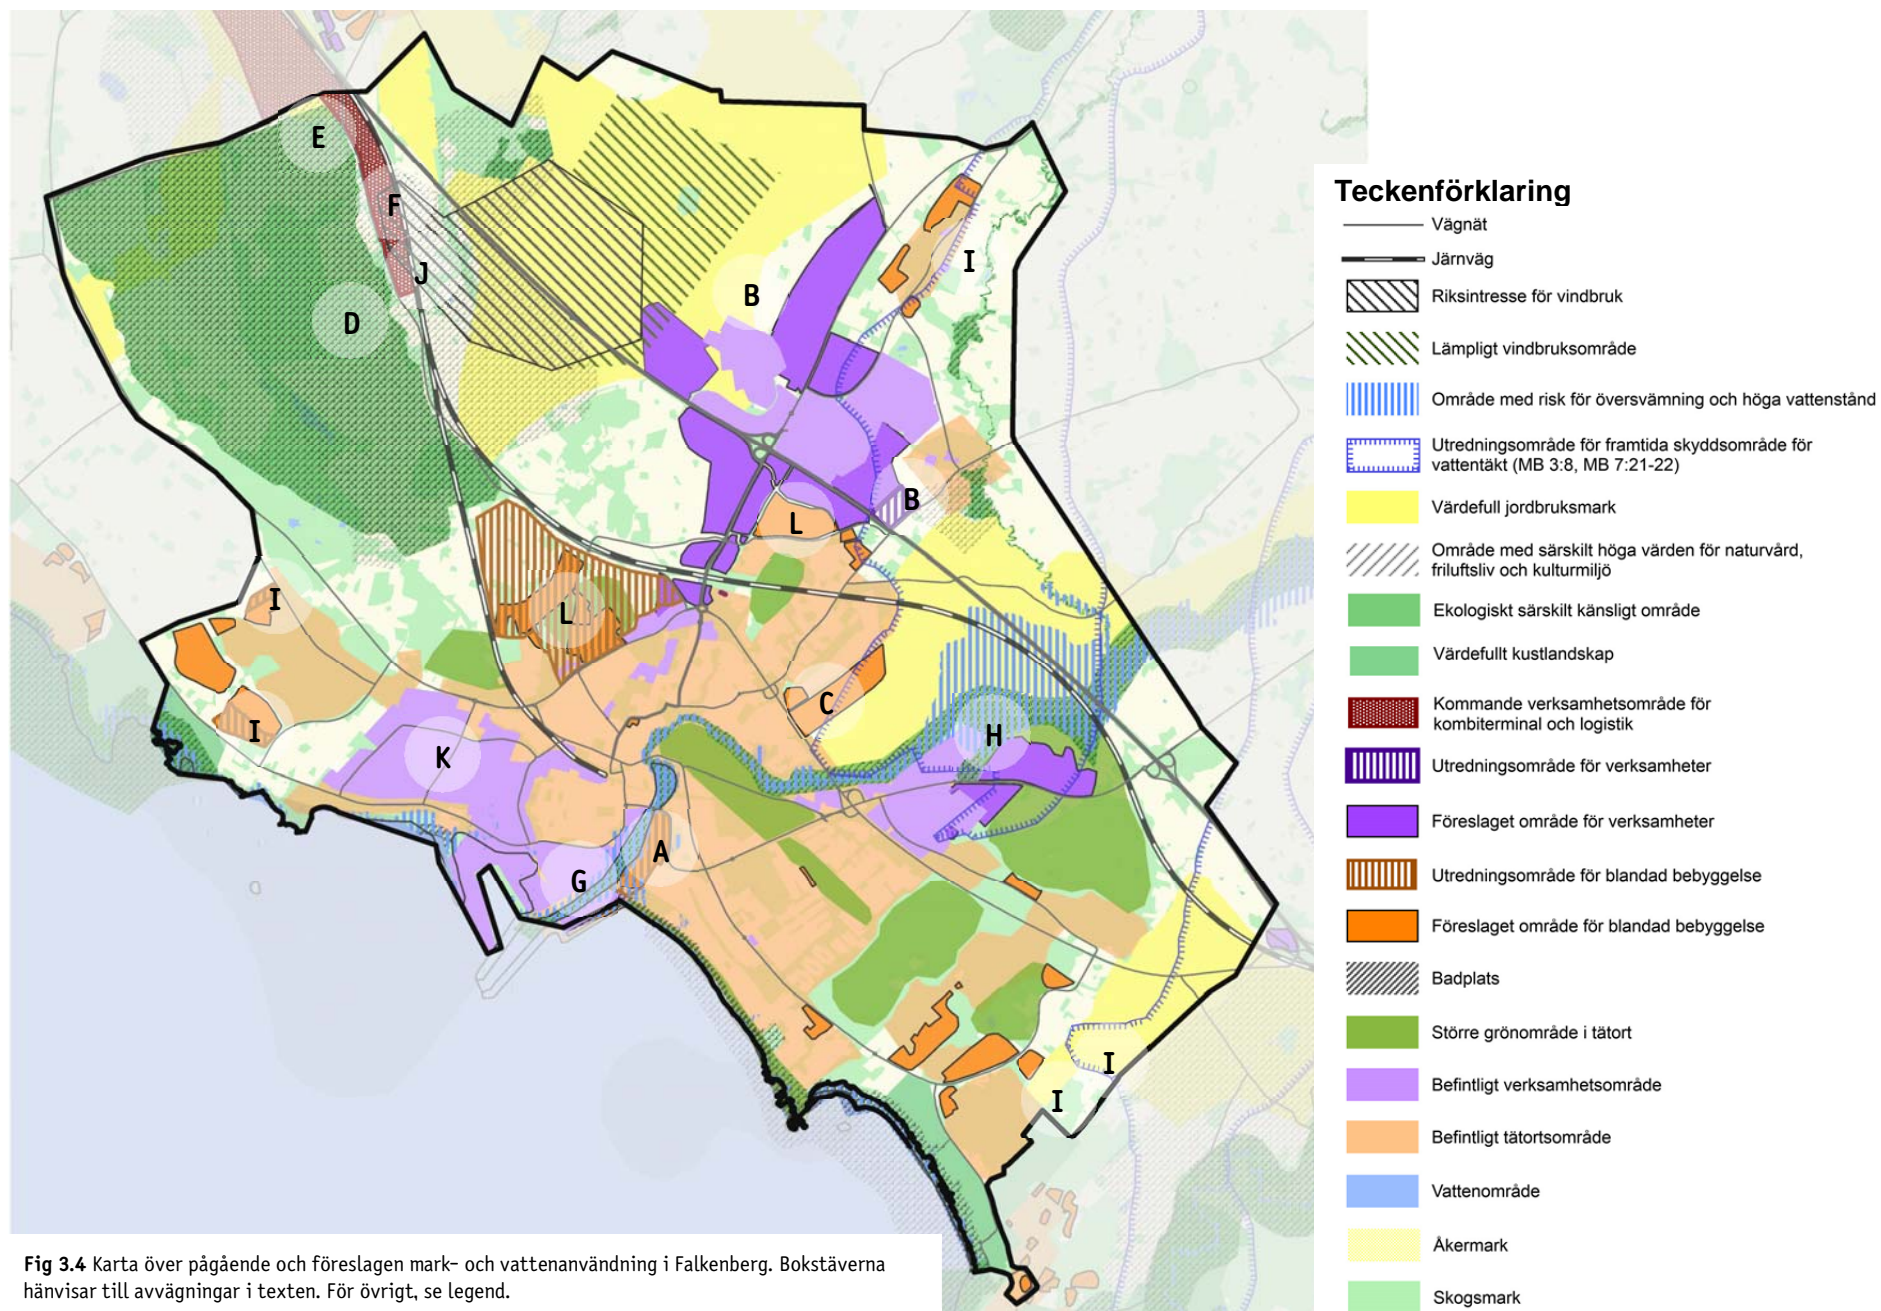 E
F
J
D
B
I
B
L
L
I
I
C
H
K
A
G
I
I
Teckenförklaring
Vägnät
Järnväg
Riksintresse för vindbruk
Lämpligt vindbruksområde
Område med risk för översvämning och höga vattenstånd
Utredningsområde för framtida skyddsområde för
vattentäkt (MB 3:8, MB 7:21-22)
Värdefull jordbruksmark
Område med särskilt höga värden för naturvård,
friluftsliv och kulturmiljö
Ekologiskt särskilt känsligt område
Värdefullt kustlandskap
Kommande verksamhetsområde för
kombiterminal och logistik
Utredningsområde för verksamheter
Föreslaget område för verksamheter
Utredningsområde för blandad bebyggelse
Föreslaget område för blandad bebyggelse
Badplats
Större grönområde i tätort
Befintligt verksamhetsområde
Befintligt tätortsområde
Vattenområde
Åkermark
Skogsmark
Fig 3.4 Karta över pågående och föreslagen mark- och vattenanvändning i Falkenberg. Bokstäverna
hänvisar till avvägningar i texten. För övrigt, se legend.